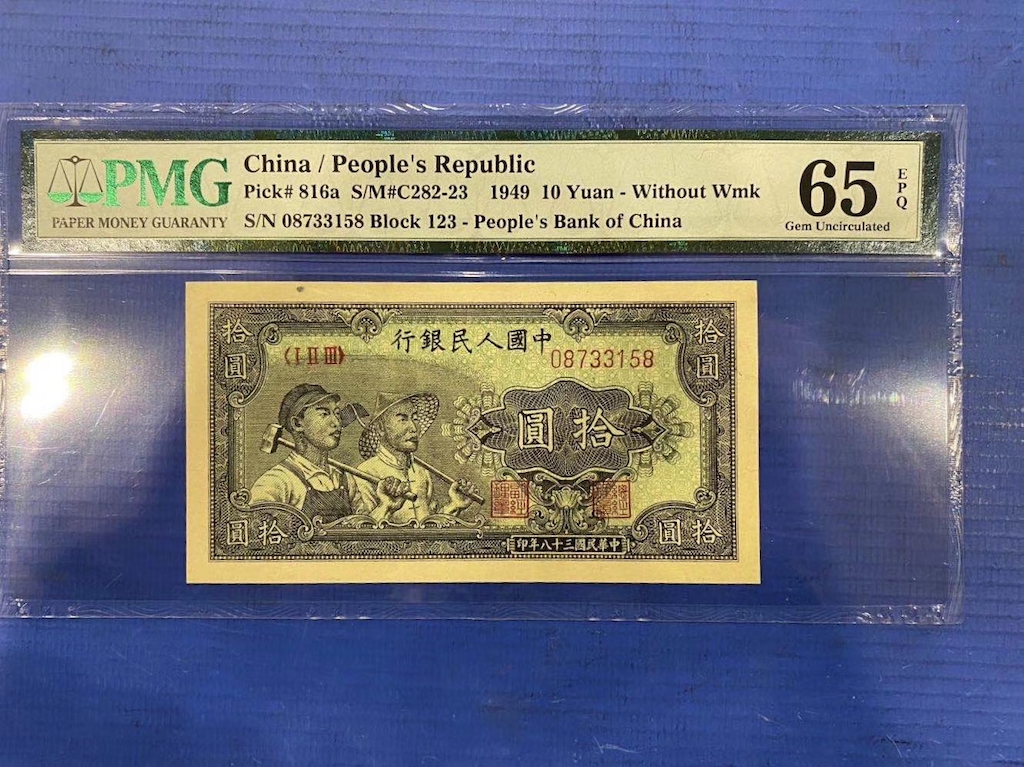 PMG
PAPER MONEY GUARANTY
China / People's Republic
Pick# 816a S/M#C282-23 1949 10 Yuan - Without Wmk
S/N 08733158 Block 123 - People's Bank of China
65 EPQ
Gem Uncirculated
拾圓
行銀民人國中
拾圓
〈I II III〉
08733158
圓拾
圓拾
印年八十三國民華中
圓拾